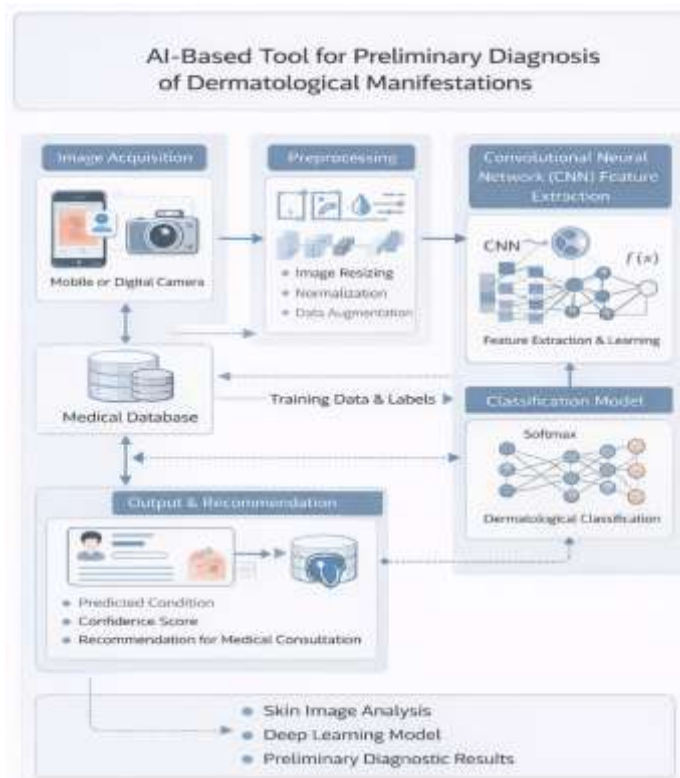 AI-Based Tool for Preliminary Diagnosis
of Dermatological Manifestations
Image Acquisition
Mobile or Digital Camera
Preprocessing
Image Resizing
Normalization
Data Augmentation
Convolutional Neural
Network (CNN) Feature
Extraction
CNN
f(x)
Feature Extraction & Learning
Medical Database
Training Data & Labels
Classification Model
Softmax
Dermatological Classification
Output & Recommendation
Predicted Condition
Confidence Score
Recommendation for Medical Consultation
Skin Image Analysis
Deep Learning Model
Preliminary Diagnostic Results